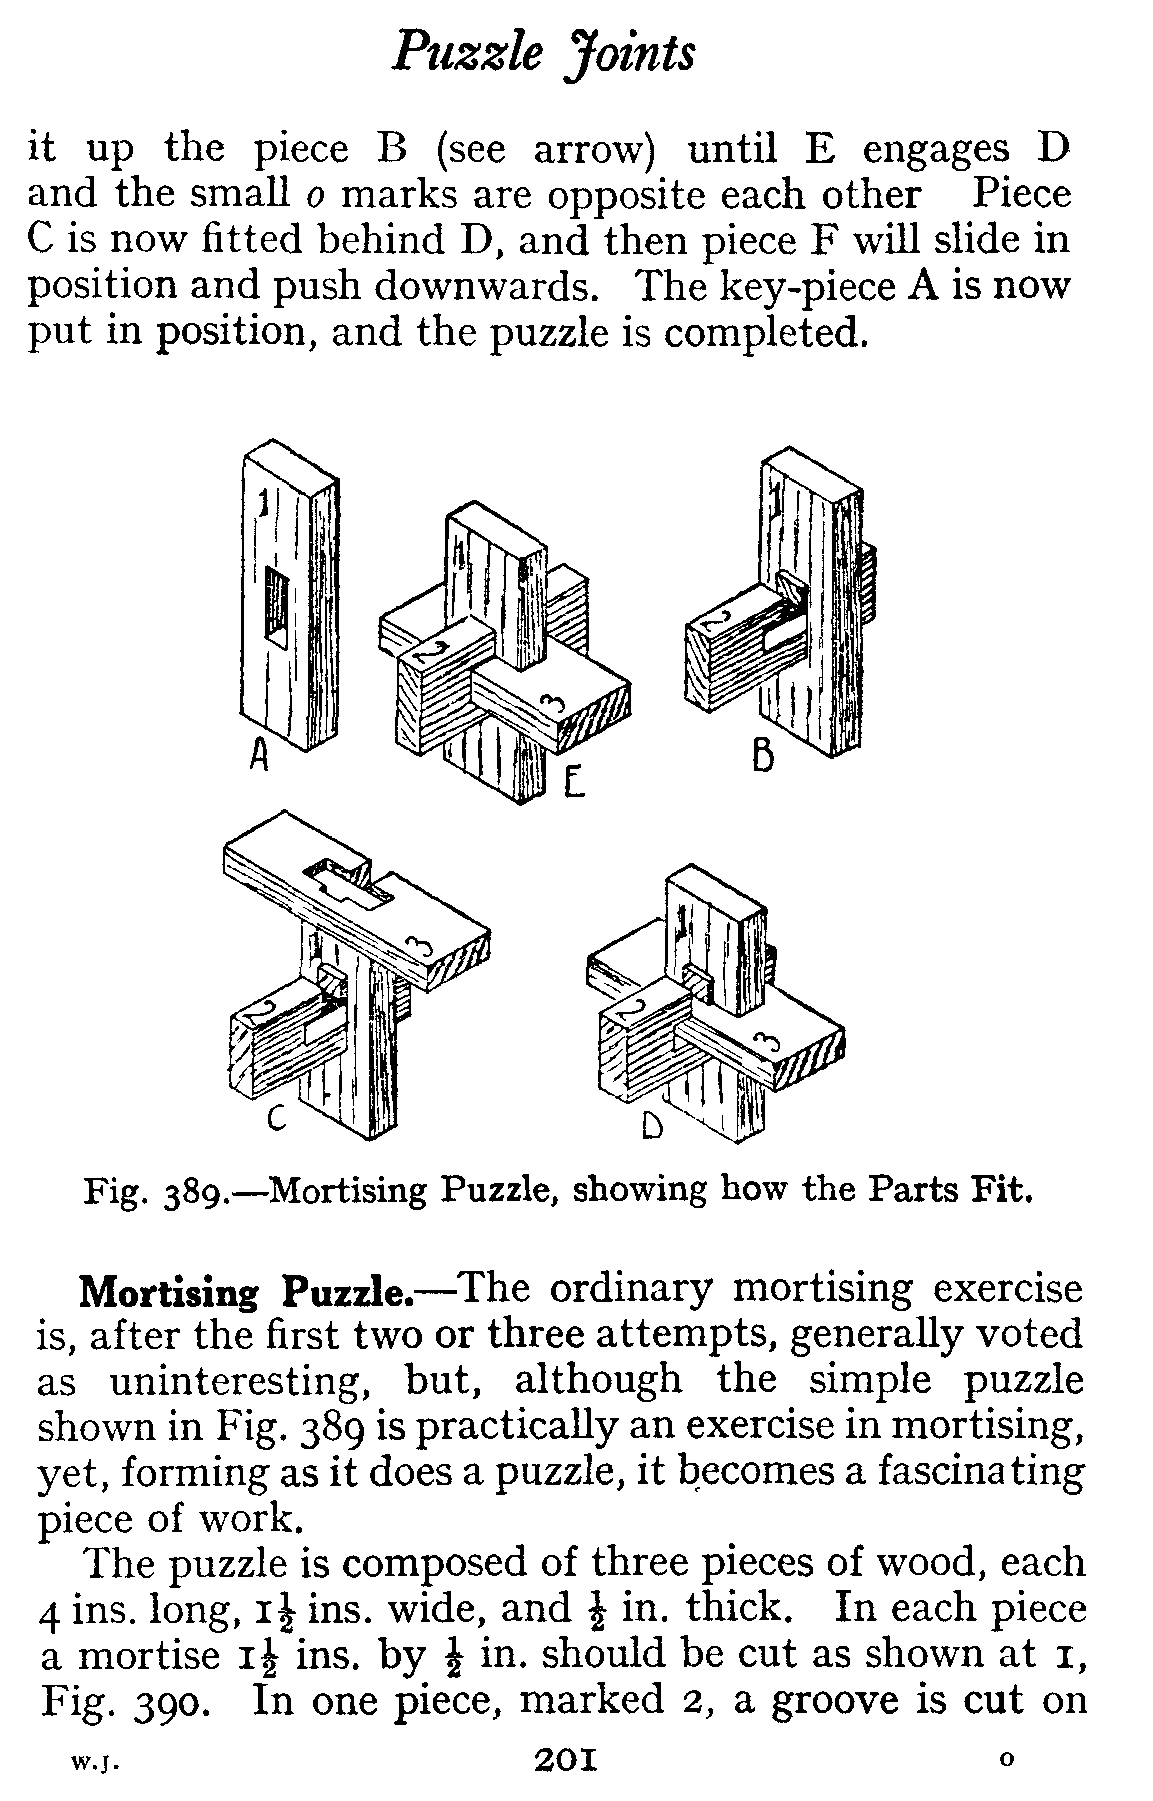 Puzzle Joints
it up the piece B (see arrow) until E engages D
and the small o marks are opposite each other Piece
C is now fitted behind D, and then piece F will slide in
position and push downwards. The key-piece A is now
put in position, and the puzzle is completed.
1
A
1
2
3
E
1
2
B
3
1
2
C
1
2
3
D
Fig. 389.—Mortising Puzzle, showing how the Parts Fit.
Mortising Puzzle.—The ordinary mortising exercise
is, after the first two or three attempts, generally voted
as uninteresting, but, although the simple puzzle
shown in Fig. 389 is practically an exercise in mortising,
yet, forming as it does a puzzle, it becomes a fascinating
piece of work.
The puzzle is composed of three pieces of wood, each
4 ins. long, 1½ ins. wide, and ½ in. thick. In each piece
a mortise 1½ ins. by ½ in. should be cut as shown at 1,
Fig. 390. In one piece, marked 2, a groove is cut on
W.J. 201 O